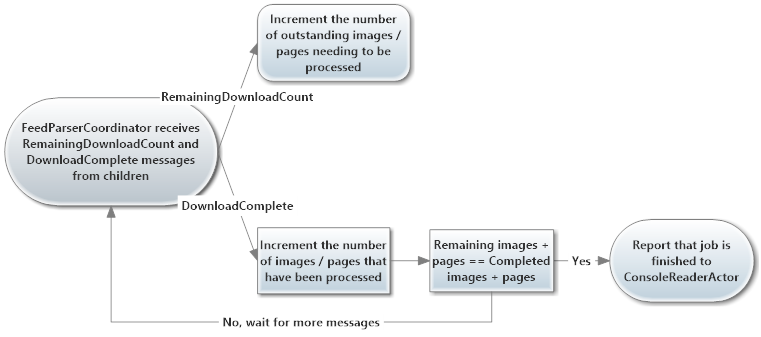 Increment the number
of outstanding images /
pages needing to be
processed
RemainingDownloadCount
FeedParserCoordinator receives
RemainingDownloadCount and
DownloadComplete messages
from children
DownloadComplete
Increment the number
of images / pages that
have been processed
Remaining images +
pages == Completed
images + pages
Yes
Report that job is
finished to
ConsoleReaderActor
No, wait for more messages